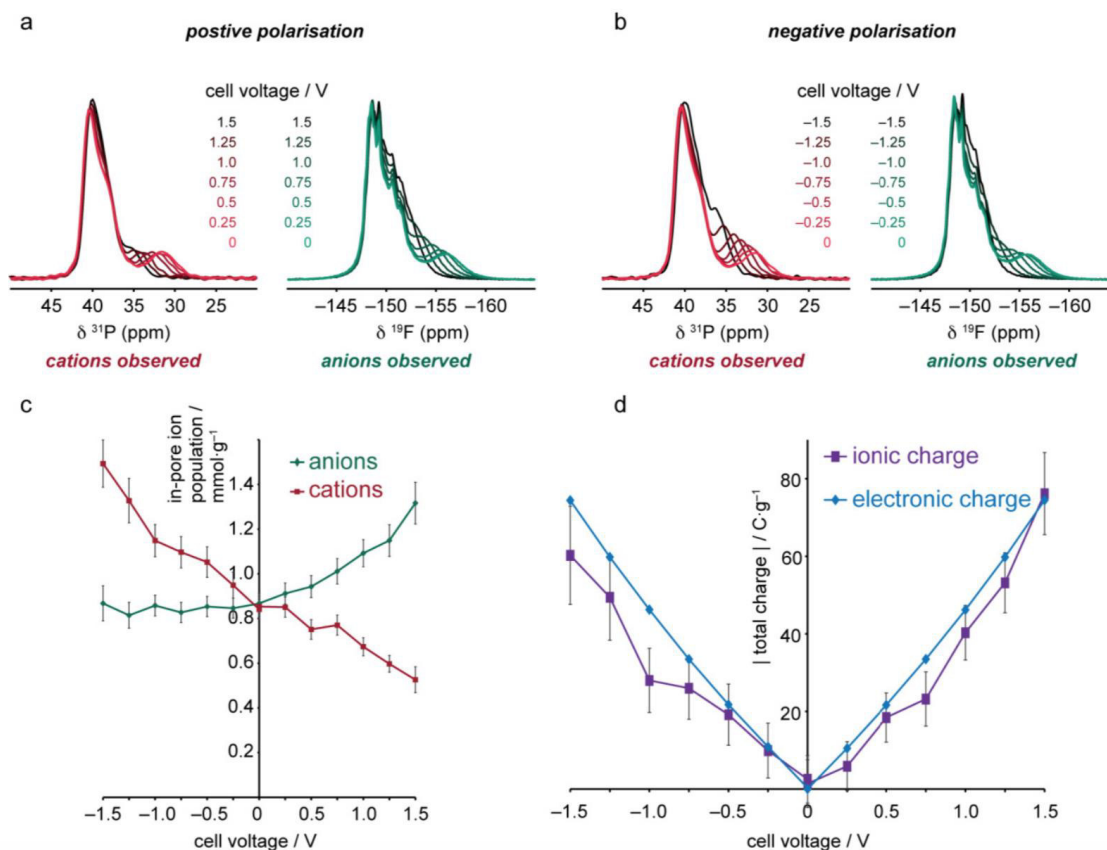 a
postive polarisation
cell voltage / V
1.5 1.5
1.25 1.25
1.0 1.0
0.75 0.75
0.5 0.5
0.25 0.25
0 0
45 40 35 30 25
δ ³¹P (ppm)
cations observed
−145 −150 −155 −160
δ ¹⁹F (ppm)
anions observed
b
negative polarisation
cell voltage / V
−1.5 −1.5
−1.25 −1.25
−1.0 −1.0
−0.75 −0.75
−0.5 −0.5
−0.25 −0.25
0 0
45 40 35 30 25
δ ³¹P (ppm)
cations observed
−145 −150 −155 −160
δ ¹⁹F (ppm)
anions observed
c
in-pore ion
population /
mmol·g⁻¹
anions
cations
1.4
1.2
1.0
0.8
0.6
0.4
0.2
−1.5 −1.0 −0.5 0 0.5 1.0 1.5
cell voltage / V
d
ionic charge
electronic charge
| total charge | / C·g⁻¹
80
60
40
20
−1.5 −1.0 −0.5 0 0.5 1.0 1.5
cell voltage / V